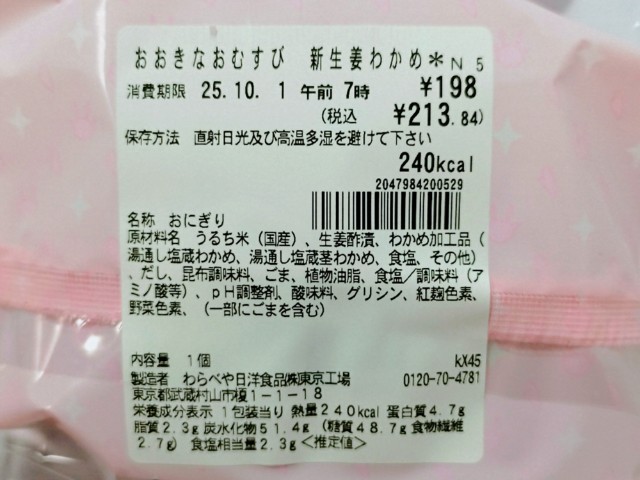 おおきなおむすび 新生姜わかめ＊N5
消費期限 25.10. 1 午前 7時 ¥198
(税込 ¥213.84)
保存方法 直射日光及び高温多湿を避けて下さい
240kcal
2047984200529
名称 おにぎり
原材料名 うるち米（国産）、生姜酢漬、わかめ加工品（
湯通し塩蔵わかめ、湯通し塩蔵茎わかめ、食塩、その他）
、だし、昆布調味料、ごま、植物油脂、食塩／調味料（ア
ミノ酸等）、ｐＨ調整剤、酸味料、グリシン、紅麹色素、
野菜色素、（一部にごまを含む）
内容量 １個 kX45
製造者 わらべや日洋食品㈱東京工場 0120-70-4781
東京都武蔵村山市榎１－１－１８
栄養成分表示 １包装当り 熱量２４０kcal 蛋白質４.７g
脂質２.３g 炭水化物５１.４g（糖質４８.７g 食物繊維
２.７g） 食塩相当量２.３g＜推定値＞